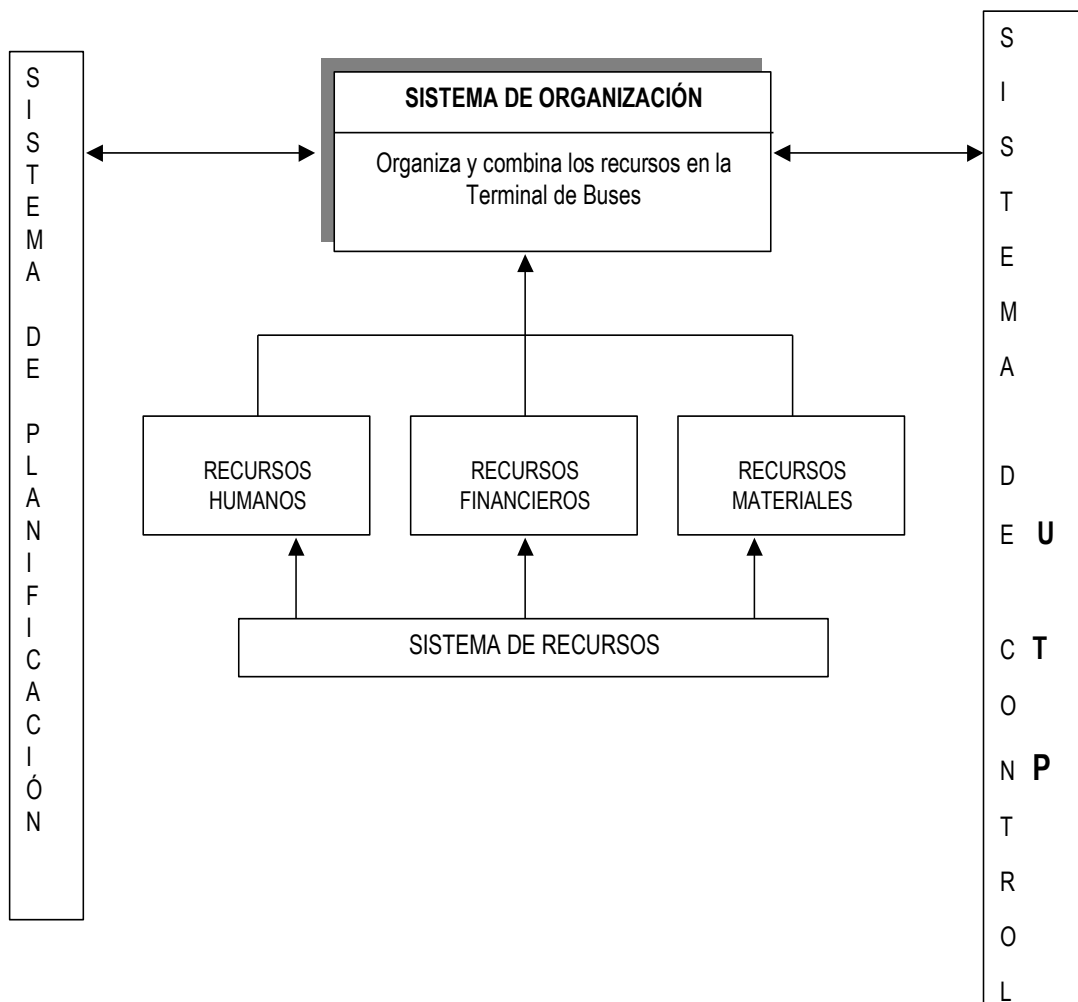 SISTEMA DE PLANIFICACIÓN
SISTEMA DE ORGANIZACIÓN
Organiza y combina los recursos en la
Terminal de Buses
RECURSOS
HUMANOS
RECURSOS
FINANCIEROS
RECURSOS
MATERIALES
SISTEMA DE RECURSOS
SISTEMA DE CONTROL
U
T
P